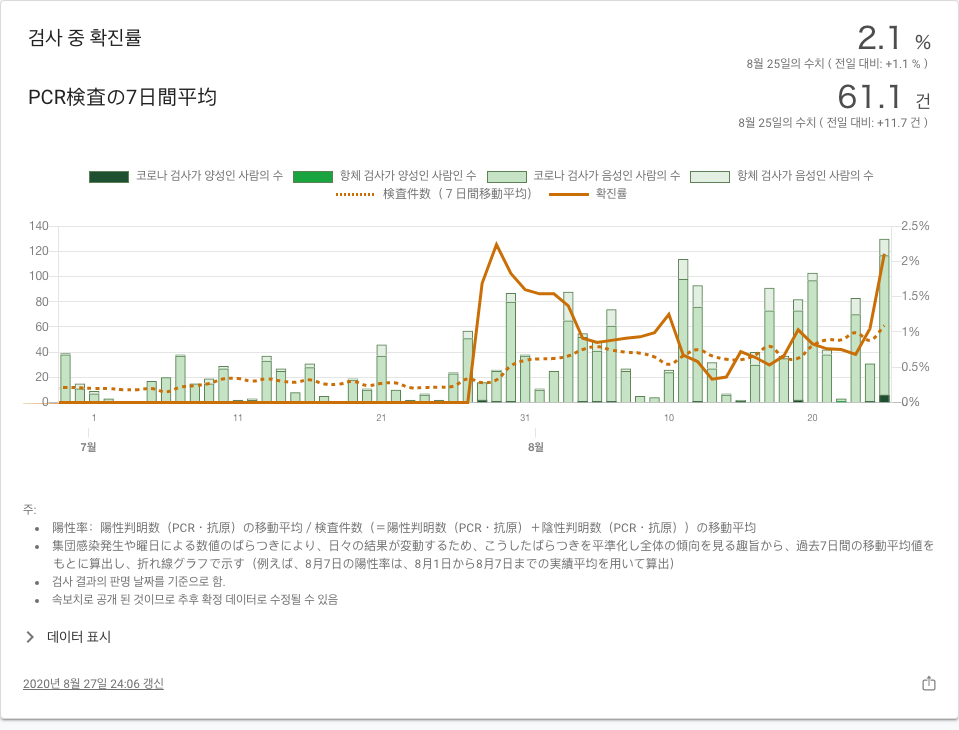 검사 중 확진률
2.1 %
8월 25일의 수치 ( 전일 대비: +1.1 % )
PCR検査の7日間平均
61.1 건
8월 25일의 수치 ( 전일 대비: +11.7 건 )
코로나 검사가 양성인 사람의 수 항체 검사가 양성인 사람인 수 코로나 검사가 음성인 사람의 수 항체 검사가 음성인 사람의 수
検査件数（７日間移動平均） 확진률
140 2.5%
120 2%
100 1.5%
80
60 1%
40 0.5%
20
0 0%
1 11 21 31 10 20
7월 8월
주:
陽性率：陽性判明数（PCR・抗原）の移動平均 / 検査件数（＝陽性判明数（PCR・抗原）＋陰性判明数（PCR・抗原））の移動平均
集団感染発生や曜日による数値のばらつきにより、日々の結果が変動するため、こうしたばらつきを平準化し全体の傾向を見る趣旨から、過去7日間の移動平均値を
もとに算出し、折れ線グラフで示す（例えば、8月7日の陽性率は、8月1日から8月7日までの実績平均を用いて算出）
검사 결과의 판명 날짜를 기준으로 함.
속보치로 공개 된 것이므로 추후 확정 데이터로 수정될 수 있음
데이터 표시
2020년 8월 27일 24:06 갱신